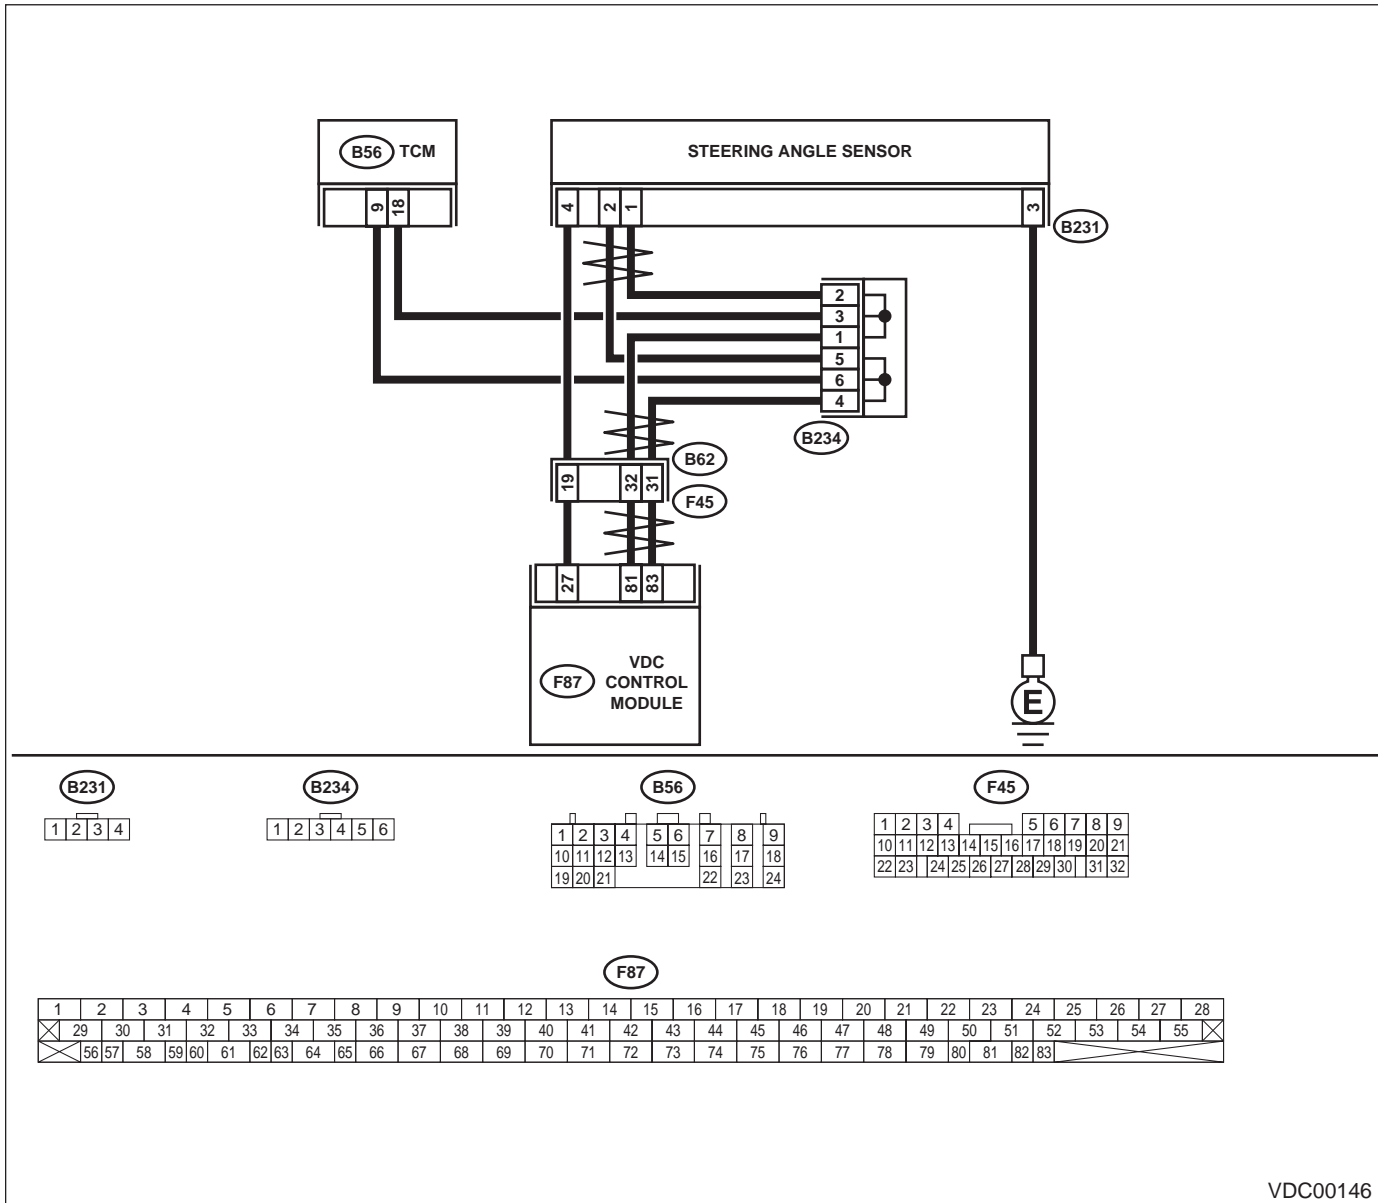 B56 TCM
STEERING ANGLE SENSOR
9 18
4 2 1 3
B231
2
3
1
5
6
4
B234
B62
19 32 31
F45
27 81 83
F87
VDC
CONTROL
MODULE
E
B231
1 2 3 4
B234
1 2 3 4 5 6
B56
1 2 3 4 5 6 7 8 9
10 11 12 13 14 15 16 17 18
19 20 21 22 23 24
F45
1 2 3 4 5 6 7 8 9
10 11 12 13 14 15 16 17 18 19 20 21
22 23 24 25 26 27 28 29 30 31 32
F87
1 2 3 4 5 6 7 8 9 10 11 12 13 14 15 16 17 18 19 20 21 22 23 24 25 26 27 28
29 30 31 32 33 34 35 36 37 38 39 40 41 42 43 44 45 46 47 48 49 50 51 52 53 54 55
56 57 58 59 60 61 62 63 64 65 66 67 68 69 70 71 72 73 74 75 76 77 78 79 80 81 82 83
VDC00146